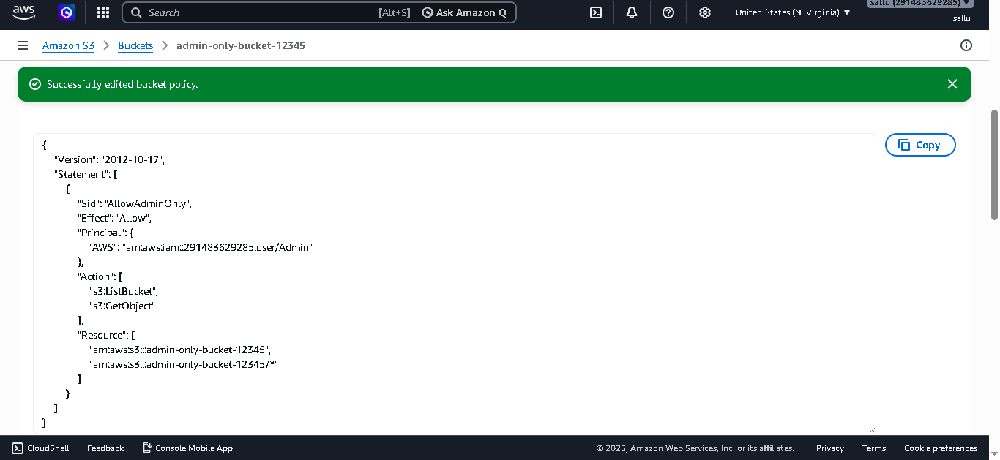 aws
Search [Alt+S] Ask Amazon Q
United States (N. Virginia) ▼
sallu (291483629285) ▼
sallu
Amazon S3 > Buckets > admin-only-bucket-12345
Successfully edited bucket policy.
Copy
{
"Version": "2012-10-17",
"Statement": [
{
"Sid": "AllowAdminOnly",
"Effect": "Allow",
"Principal": {
"AWS": "arn:aws:iam::291483629285:user/Admin"
},
"Action": [
"s3:ListBucket",
"s3:GetObject"
],
"Resource": [
"arn:aws:s3:::admin-only-bucket-12345",
"arn:aws:s3:::admin-only-bucket-12345/*"
]
}
]
}
CloudShell Feedback Console Mobile App © 2026, Amazon Web Services, Inc. or its affiliates. Privacy Terms Cookie preferences